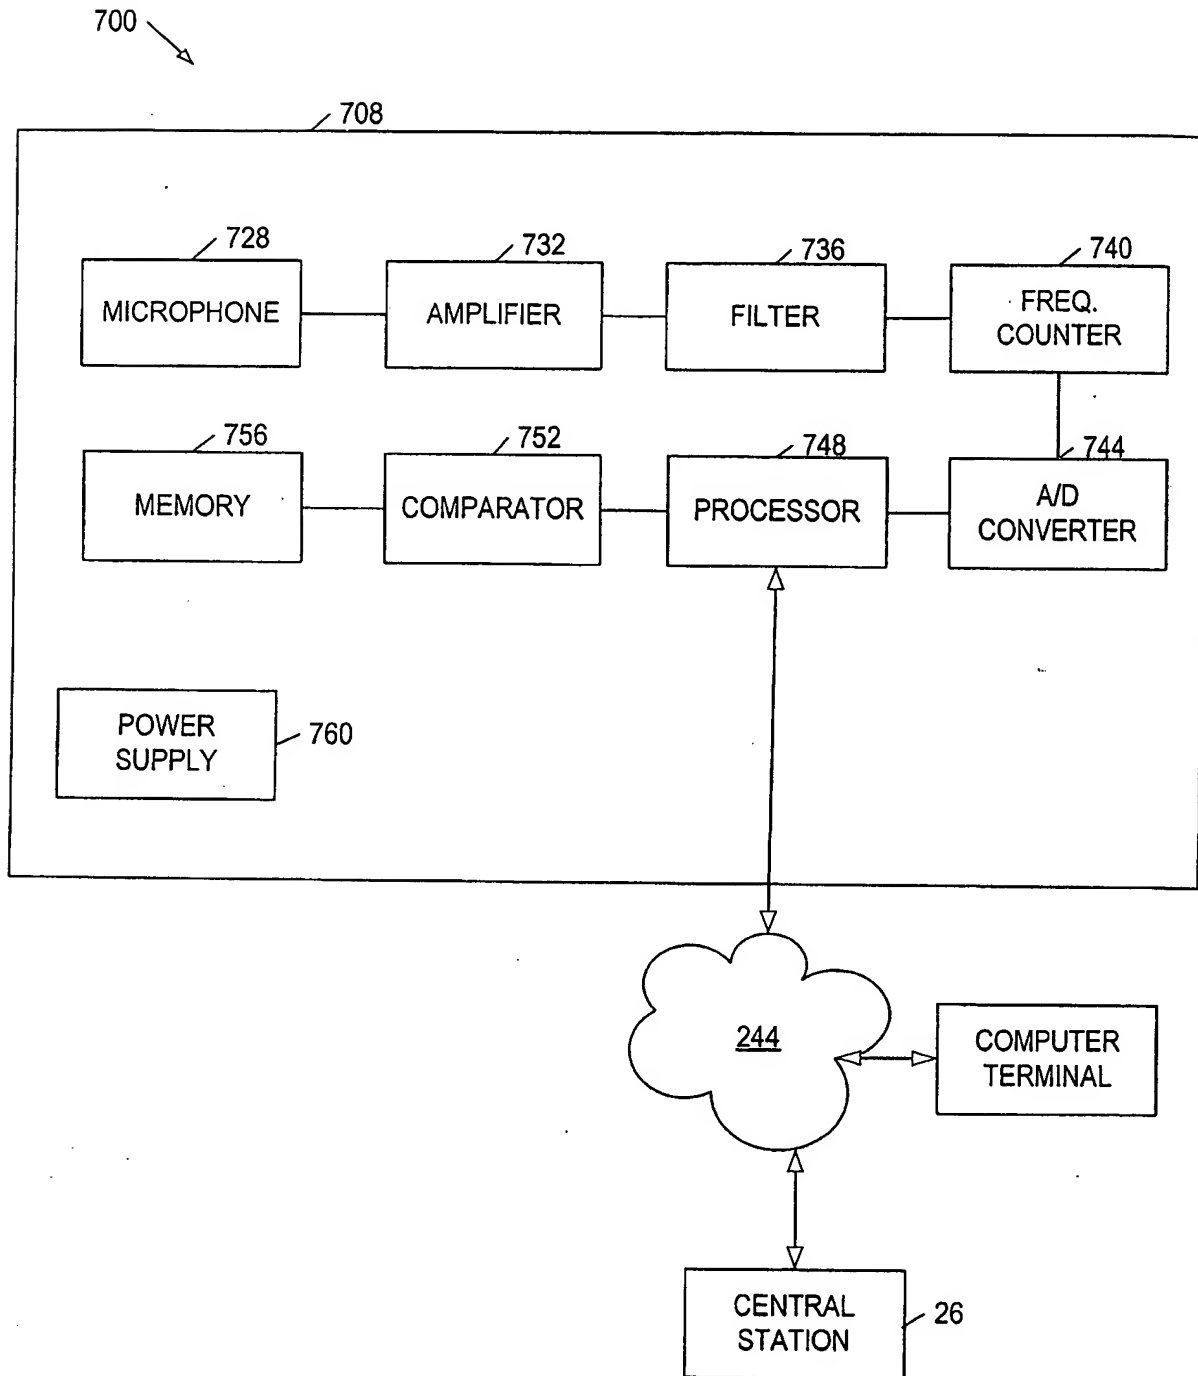 700
708
728
732
736
740
MICROPHONE
AMPLIFIER
FILTER
FREQ.
COUNTER
756
752
748
744
MEMORY
COMPARATOR
PROCESSOR
A/D
CONVERTER
POWER
SUPPLY
760
244
COMPUTER
TERMINAL
CENTRAL
STATION
26